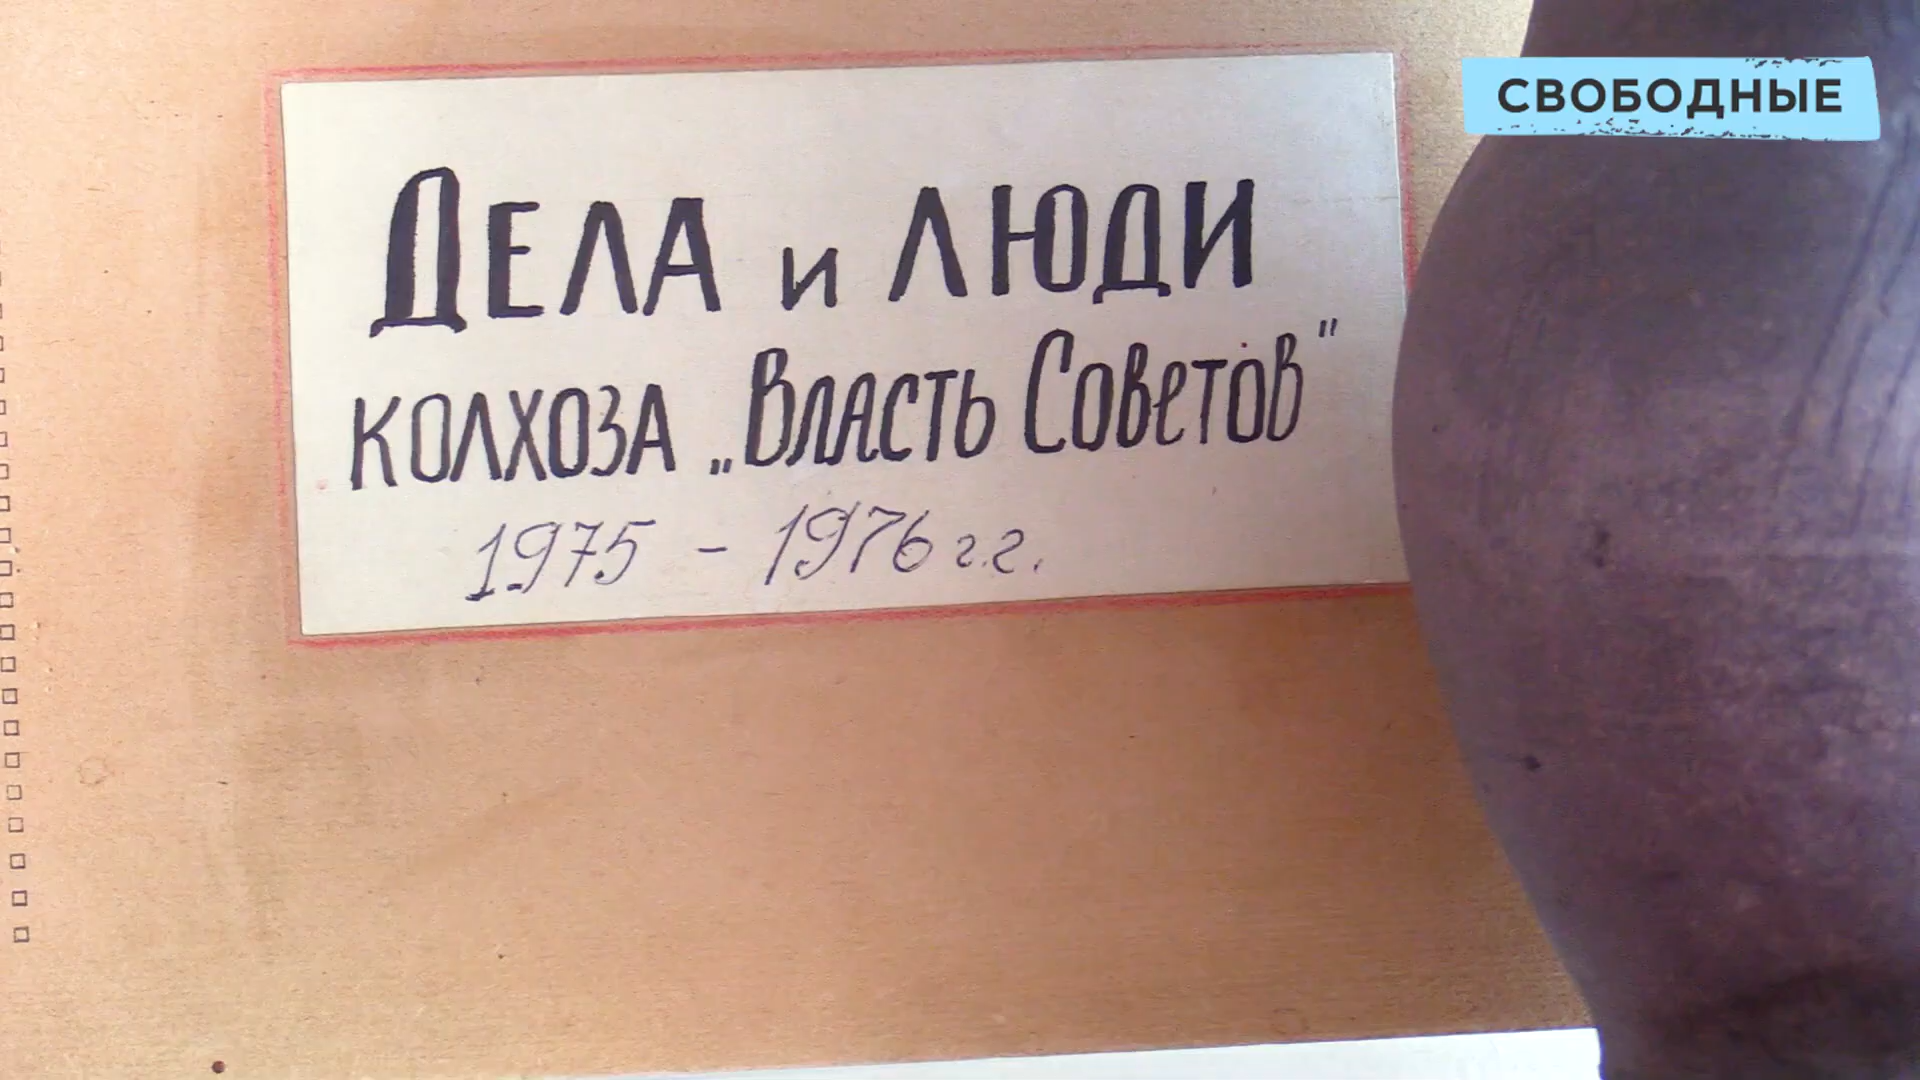 СВОБОДНЫЕ
ДЕЛА и ЛЮДИ
КОЛХОЗА „Власть Советов"
1975 - 1976 г.г.